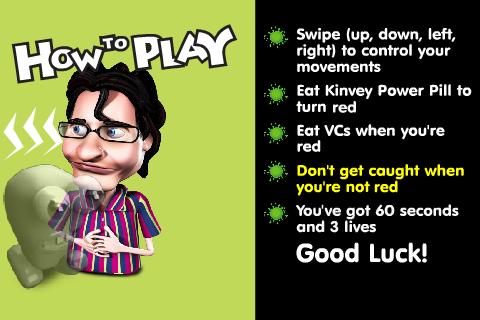 HOW TO PLAY
Swipe (up, down, left,
right) to control your
movements
Eat Kinvey Power Pill to
turn red
Eat VCs when you're
red
Don't get caught when
you're not red
You've got 60 seconds
and 3 lives
Good Luck!